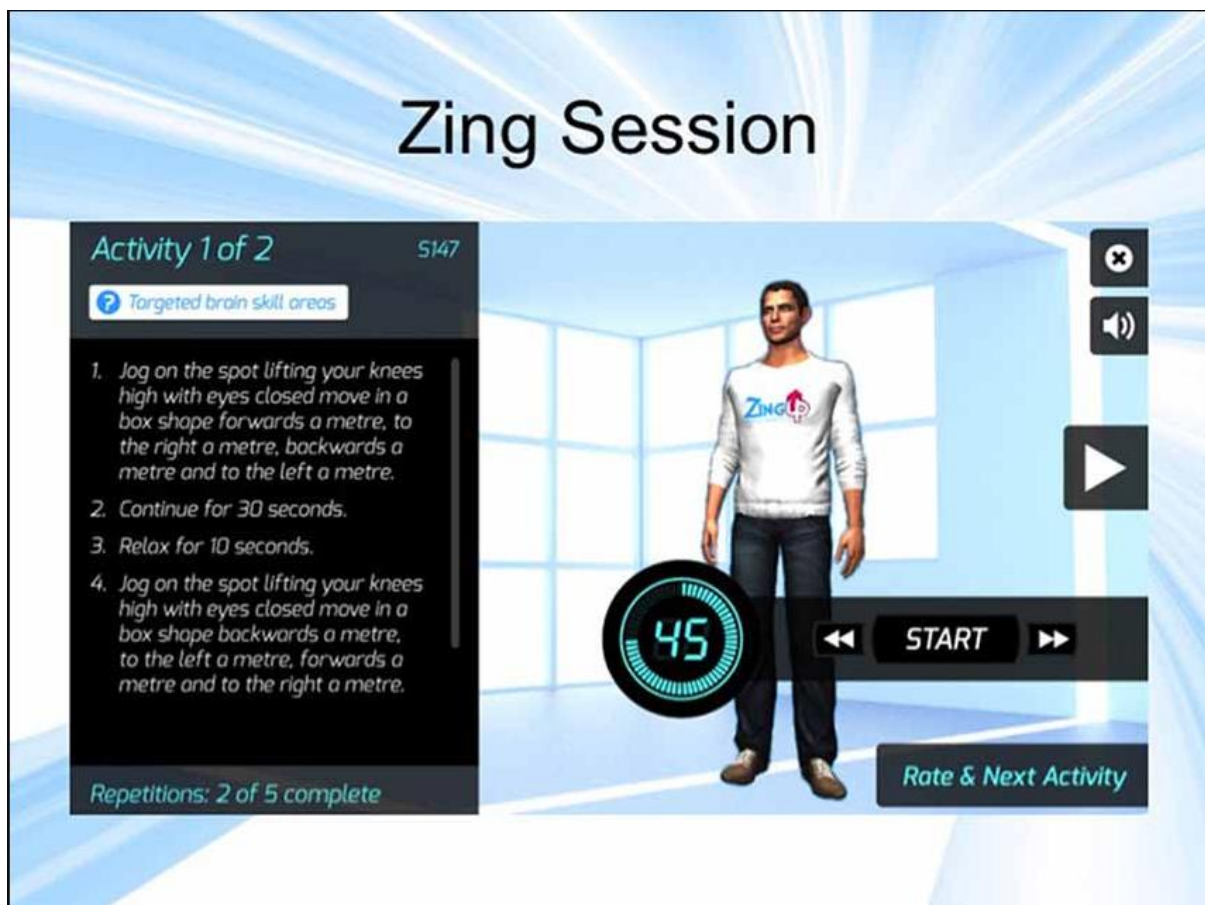 Zing Session
Activity 1 of 2
S147
? Targeted brain skill areas
1. Jog on the spot lifting your knees
high with eyes closed move in a
box shape forwards a metre, to
the right a metre, backwards a
metre and to the left a metre.
2. Continue for 30 seconds.
3. Relax for 10 seconds.
4. Jog on the spot lifting your knees
high with eyes closed move in a
box shape backwards a metre,
to the left a metre, forwards a
metre and to the right a metre.
Repetitions: 2 of 5 complete
ZINGUP
45
START
Rate & Next Activity